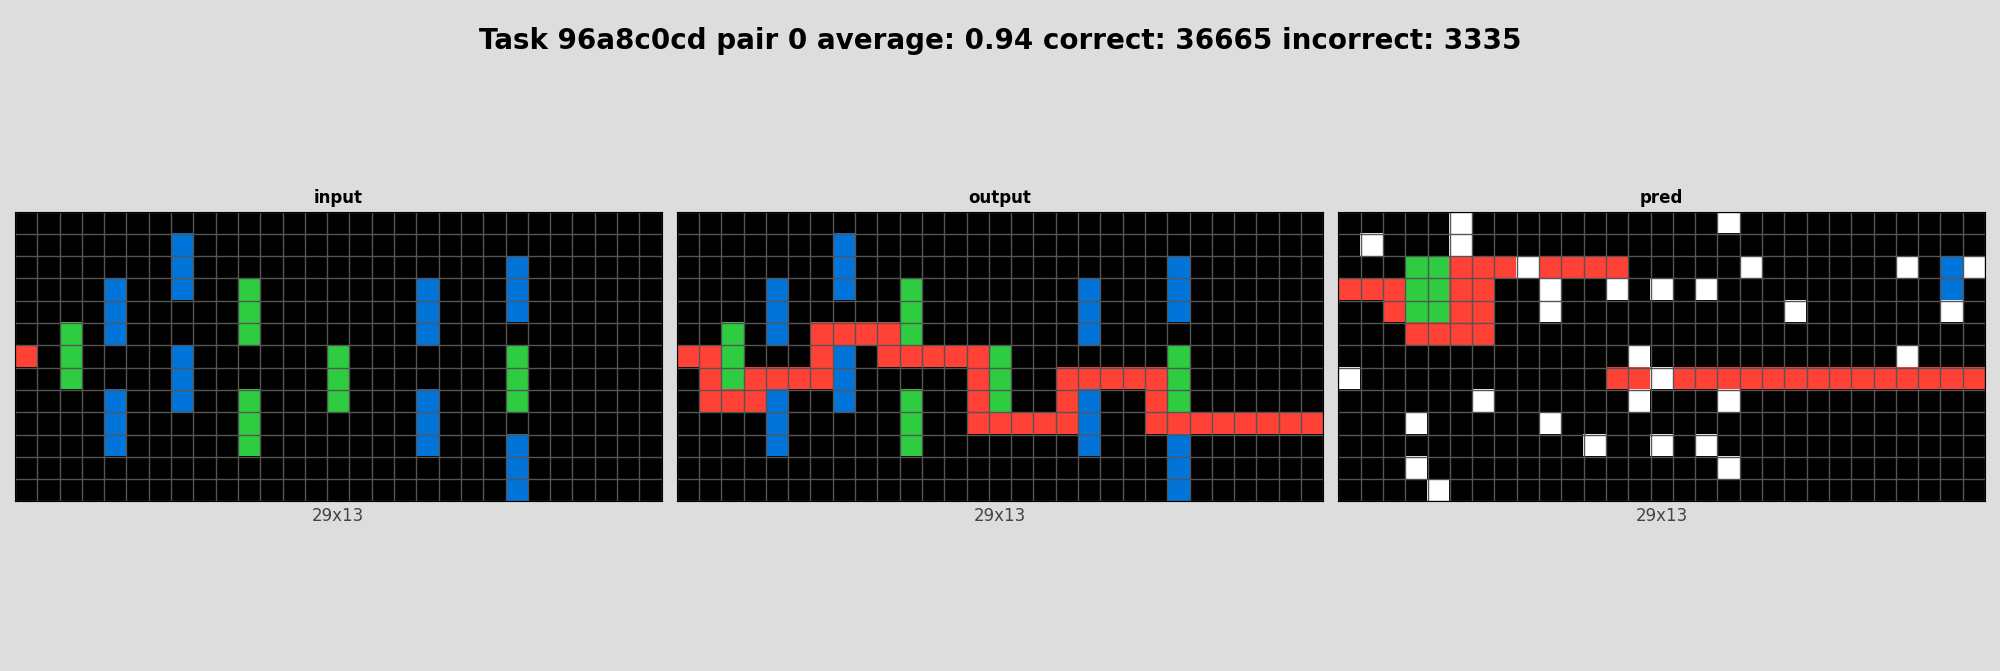 Task 96a8c0cd pair 0 average: 0.94 correct: 36665 incorrect: 3335
input
output
pred
29x13
29x13
29x13